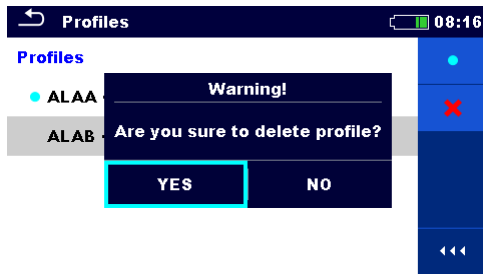 Profiles 08:16
Profiles
ALAA -
ALAB -
Warning!
Are you sure to delete profile?
YES NO